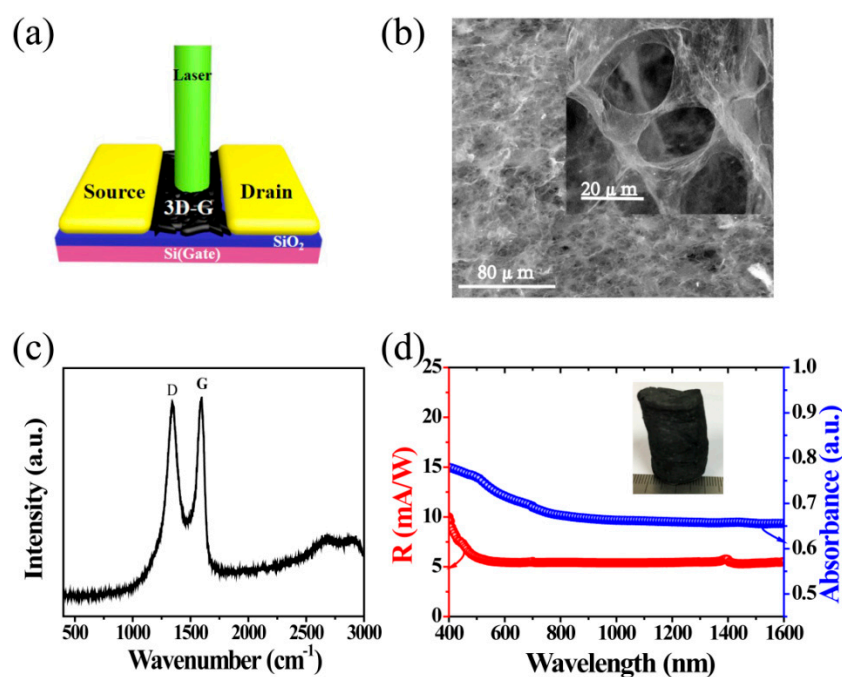 (a)
Laser
Source
3D-G
Drain
SiO2
Si(Gate)
(b)
20 μ m
80 μ m
(c)
Intensity (a.u.)
D
G
500 1000 1500 2000 2500 3000
Wavenumber (cm-1)
(d)
R (mA/W)
25
20
15
10
5
0
1.0
0.9
0.8
0.7
0.6
0.5
Absorbance (a.u.)
400 600 800 1000 1200 1400 1600
Wavelength (nm)